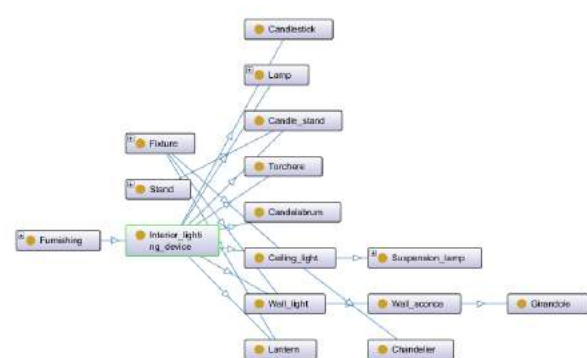 Candlestick
Lamp
Candle_stand
Fixture
Torchere
Stand
Candelabrum
Furnishing
Interior_lighti
ng_device
Ceiling_light
Suspension_lamp
Wall_light
Wall_sconce
Girandole
Lantern
Chandelier